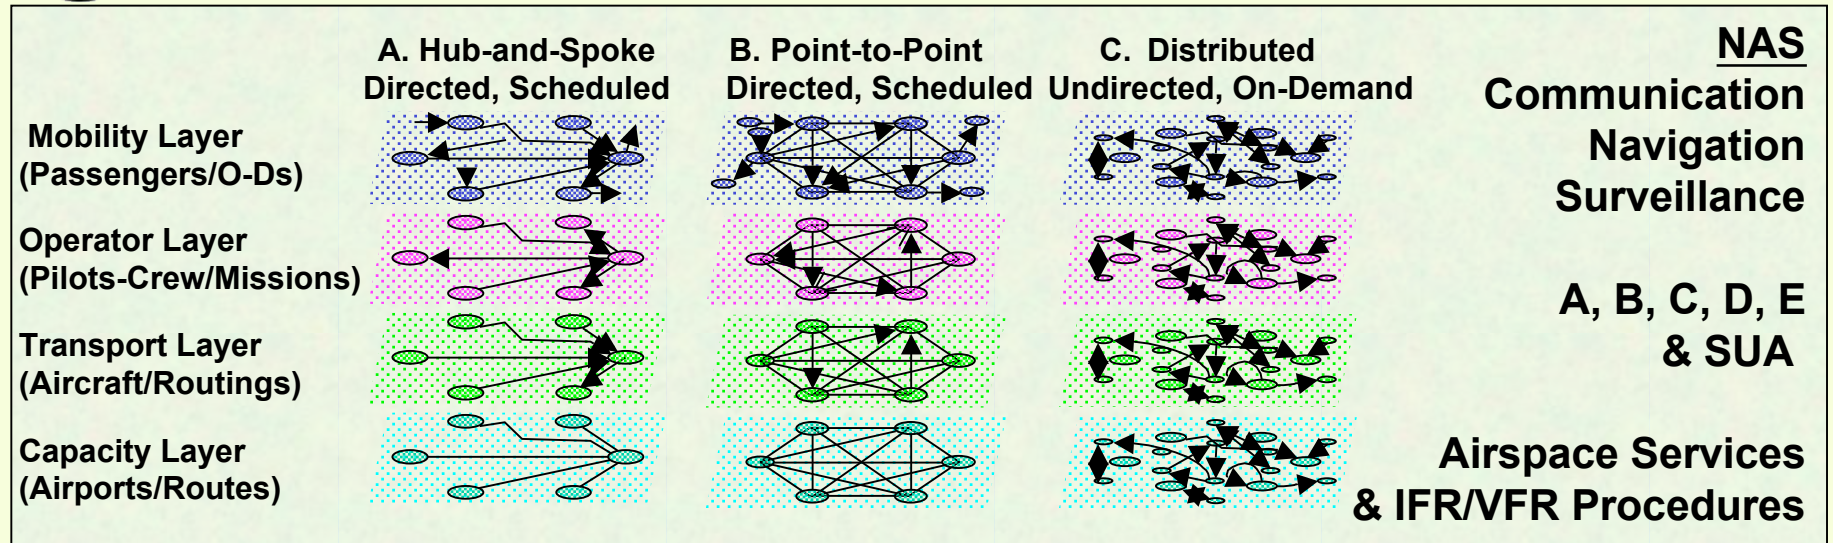 A. Hub-and-Spoke
Directed, Scheduled
B. Point-to-Point
Directed, Scheduled
C. Distributed
Undirected, On-Demand
Mobility Layer
(Passengers/O-Ds)
Operator Layer
(Pilots-Crew/Missions)
Transport Layer
(Aircraft/Routings)
Capacity Layer
(Airports/Routes)
NAS
Communication
Navigation
Surveillance
A, B, C, D, E
& SUA
Airspace Services
& IFR/VFR Procedures